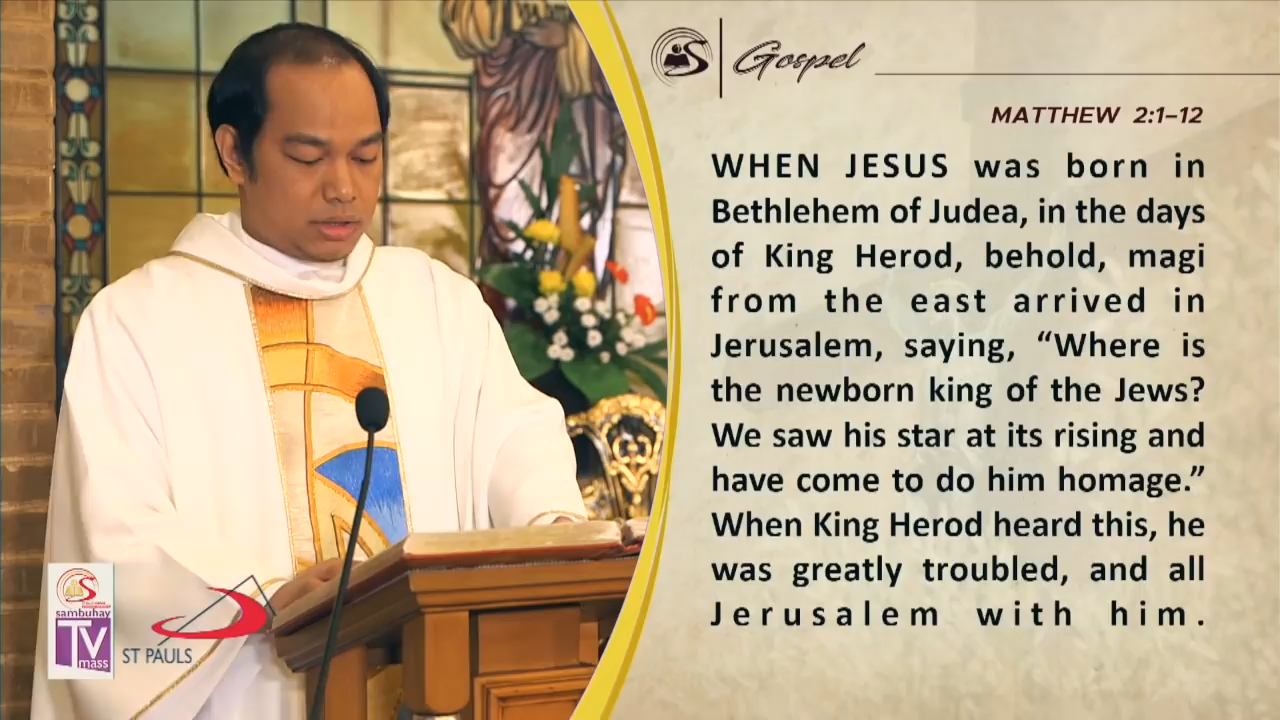 Gospel
MATTHEW 2:1–12
WHEN JESUS was born in
Bethlehem of Judea, in the days
of King Herod, behold, magi
from the east arrived in
Jerusalem, saying, “Where is
the newborn king of the Jews?
We saw his star at its rising and
have come to do him homage.”
When King Herod heard this, he
was greatly troubled, and all
Jerusalem with him.
sambuhay
TV
mass
ST PAULS